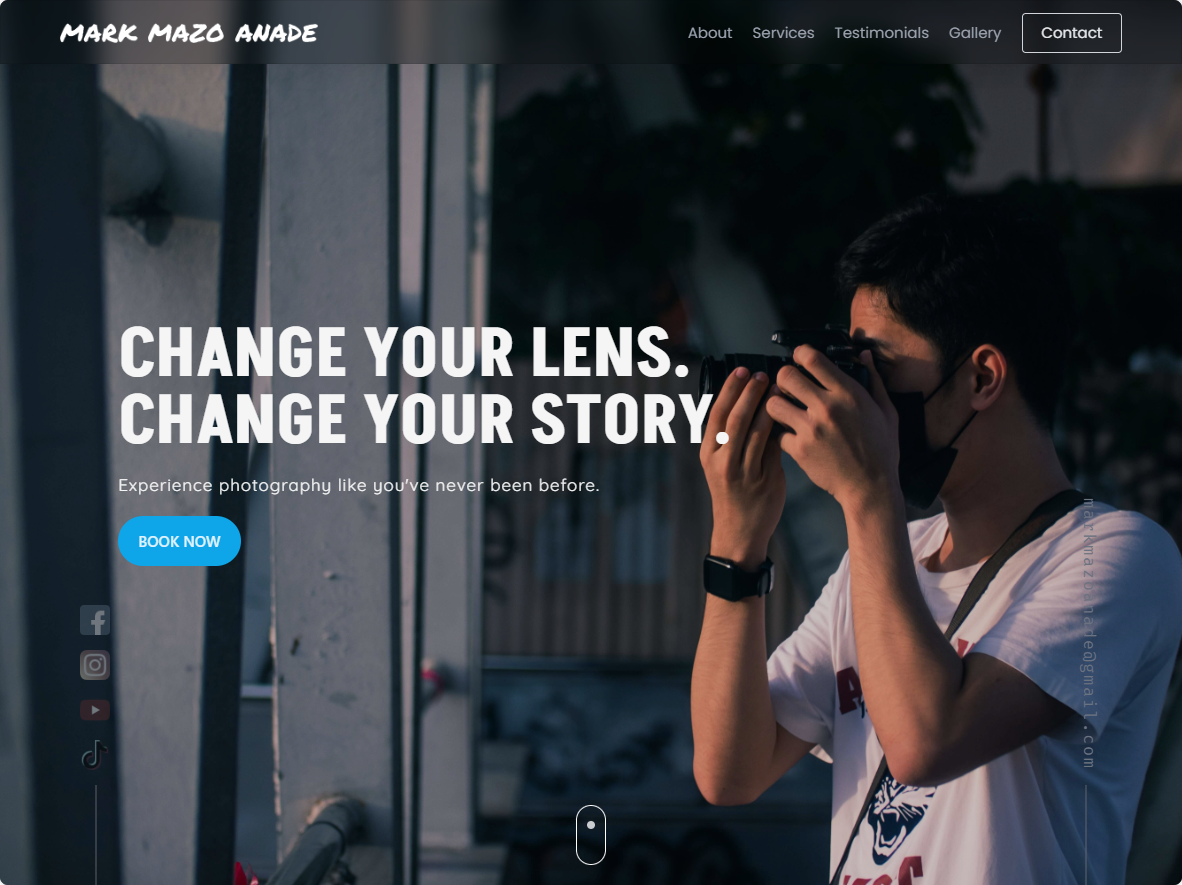 MARK MAZO ANADE
About Services Testimonials Gallery Contact
CHANGE YOUR LENS.
CHANGE YOUR STORY.
Experience photography like you've never been before.
BOOK NOW
markmazoanade@gmail.com